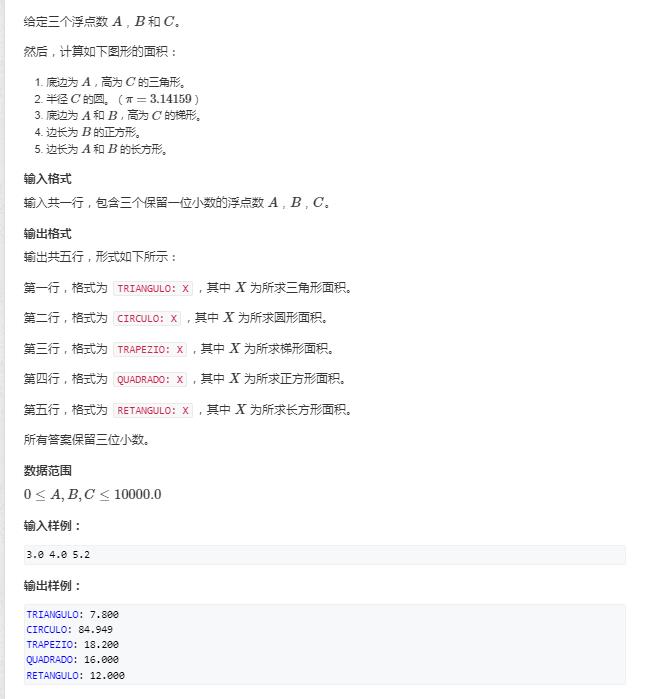 给定三个浮点数 A，B 和 C。
然后，计算如下图形的面积：
1. 底边为 A，高为 C 的三角形。
2. 半径 C 的圆。（π = 3.14159）
3. 底边为 A 和 B，高为 C 的梯形。
4. 边长为 B 的正方形。
5. 边长为 A 和 B 的长方形。
输入格式
输入共一行，包含三个保留一位小数的浮点数 A，B，C。
输出格式
输出共五行，形式如下所示：
第一行，格式为 TRIANGULO: X ，其中 X 为所求三角形面积。
第二行，格式为 CIRCULO: X ，其中 X 为所求圆形面积。
第三行，格式为 TRAPEZIO: X ，其中 X 为所求梯形面积。
第四行，格式为 QUADRADO: X ，其中 X 为所求正方形面积。
第五行，格式为 RETANGULO: X ，其中 X 为所求长方形面积。
所有答案保留三位小数。
数据范围
0 ≤ A, B, C ≤ 10000.0
输入样例：
3.0 4.0 5.2
输出样例：
TRIANGULO: 7.800
CIRCULO: 84.949
TRAPEZIO: 18.200
QUADRADO: 16.000
RETANGULO: 12.000